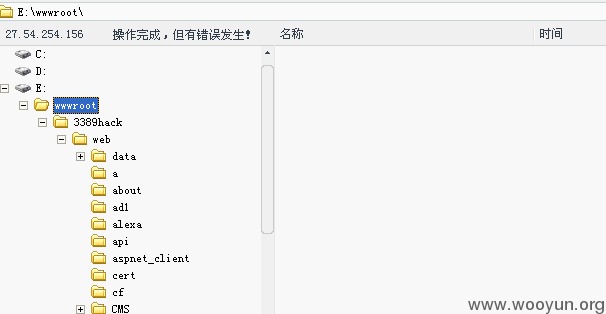 E:\wwwroot\
27.54.254.156 操作完成，但有错误发生! 名称 时间
C:
D:
E:
wwwroot
3389hack
web
data
a
about
ad1
alexa
api
aspnet_client
cert
cf
CMS
www.wooyun.org